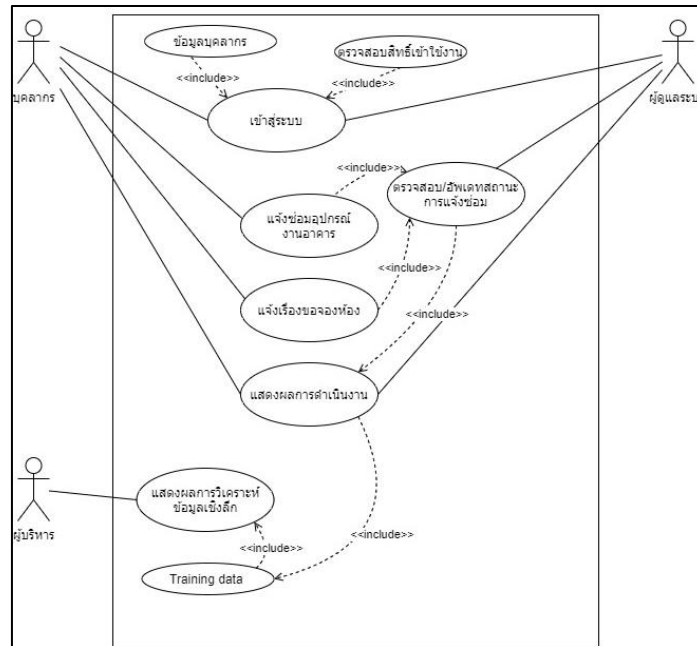 ข้อมูลบุคลากร
ตรวจสอบสิทธิ์เข้าใช้งาน
<<include>>
<<include>>
บุคลากร
ผู้ดูแลระบ
เข้าสู่ระบบ
<<include>>
แจ้งซ่อมอุปกรณ์
งานอาคาร
ตรวจสอบ/อัพเดทสถานะ
การแจ้งซ่อม
<<include>>
<<include>>
แจ้งเรื่องขอจองห้อง
<<include>>
แสดงผลการดำเนินงาน
แสดงผลการวิเคราะห์
ข้อมูลเชิงลึก
ผู้บริหาร
<<include>>
<<include>>
Training data